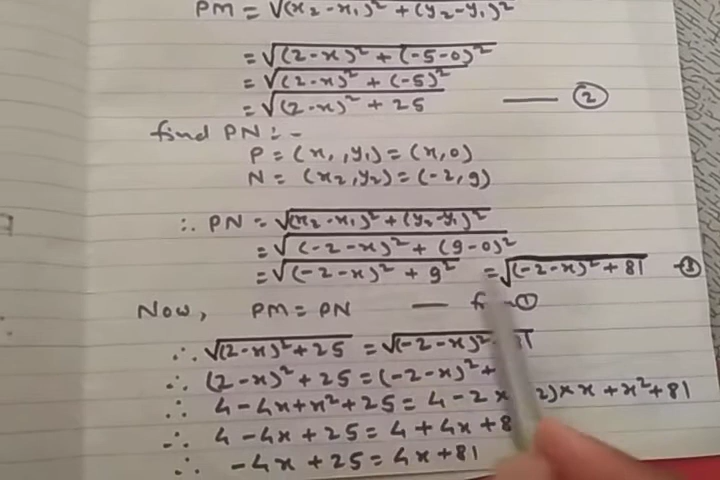 PM = √(x₂-x₁)² + (y₂-y₁)²
= √(2-x)² + (-5-0)²
= √(2-x)² + (-5)²
= √(2-x)² + 25 —— ②
find PN :-
P = (x₁,y₁) = (x,0)
N = (x₂,y₂) = (-2,9)
∴ PN = √(x₂-x₁)² + (y₂-y₁)²
= √(-2-x)² + (9-0)²
= √(-2-x)² + 9² = √(-2-x)² + 81 -③
Now, PM = PN — ①
∴ √(2-x)² + 25 = √(-2-x)²
∴ (2-x)² + 25 = (-2-x)² +
∴ 4-4x+x²+25 = 4-2x 2)xx + x² + 81
∴ 4-4x+25 = 4+4x+8
∴ -4x+25 = 4x+81